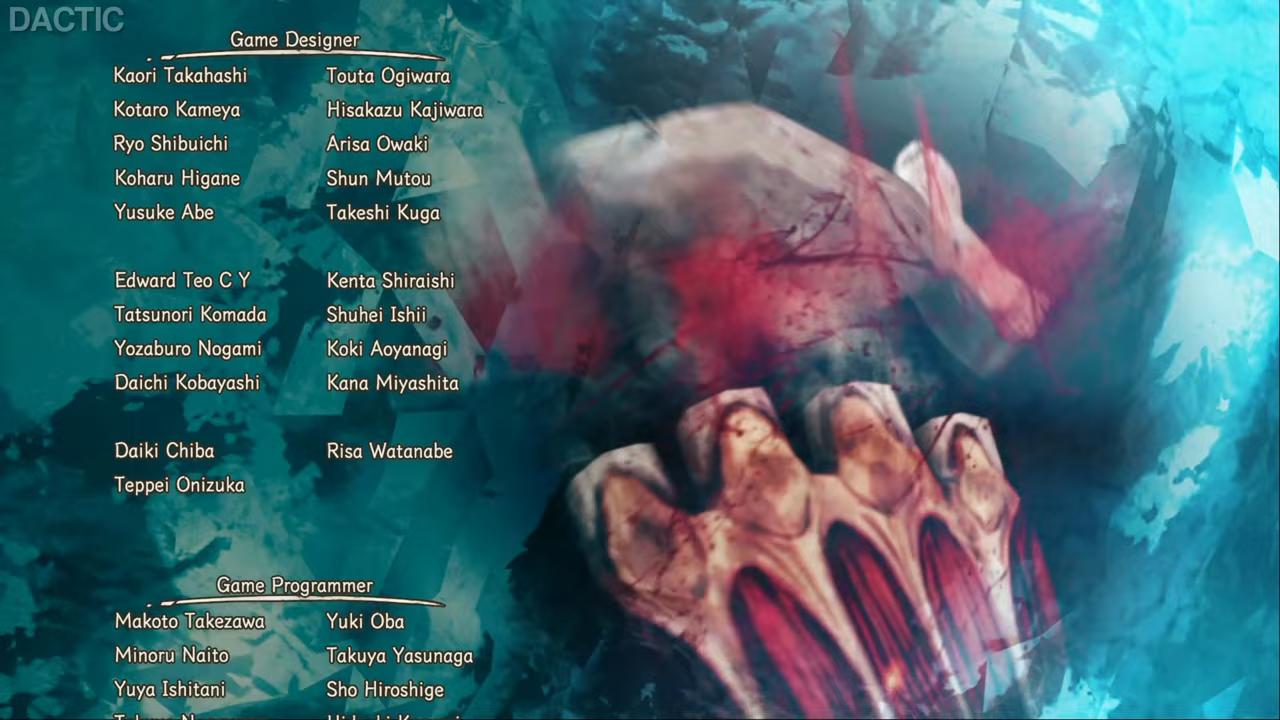 DACTIC
Game Designer
Kaori Takahashi Touta Ogiwara
Kotaro Kameya Hisakazu Kajiwara
Ryo Shibuichi Arisa Owaki
Koharu Higane Shun Mutou
Yusuke Abe Takeshi Kuga
Edward Teo C Y Kenta Shiraishi
Tatsunori Komada Shuhei Ishii
Yozaburo Nogami Koki Aoyanagi
Daichi Kobayashi Kana Miyashita
Daiki Chiba Risa Watanabe
Teppei Onizuka
Game Programmer
Makoto Takezawa Yuki Oba
Minoru Naito Takuya Yasunaga
Yuya Ishitani Sho Hiroshige